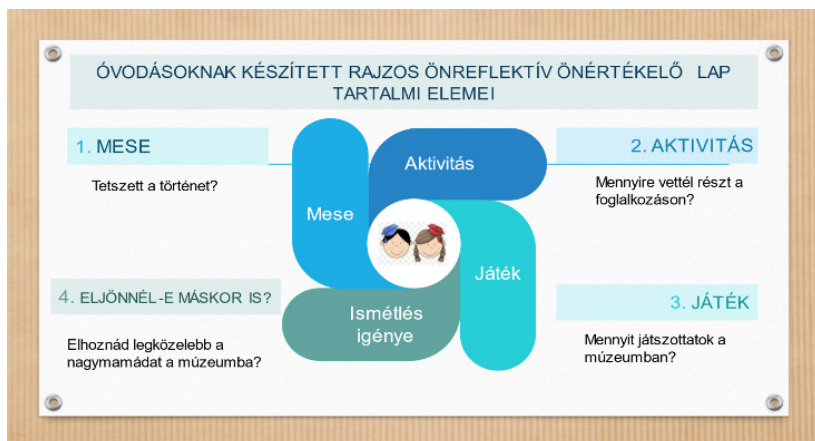 ÓVODÁSOKNAK KÉSZÍTETT RAJZOS ÖNREFLEKTÍV ÖNÉRTÉKELŐ LAP
TARTALMI ELEMEI
1. MESE
Tetszett a történet?
Aktivitás
2. AKTIVITÁS
Mennyire vettél részt a
foglalkozáson?
Mese
Játék
4. ELJÖNNÉL-E MÁSKOR IS?
Elhoznád legközelebb a
nagymamádat a múzeumba?
Ismétlés
igénye
3. JÁTÉK
Mennyit játszottatok a
múzeumban?